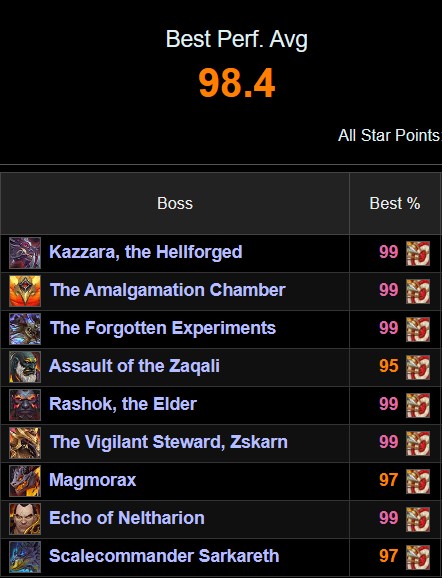 Best Perf. Avg
98.4
All Star Points:
Boss Best %
Kazzara, the Hellforged 99
The Amalgamation Chamber 99
The Forgotten Experiments 99
Assault of the Zaqali 95
Rashok, the Elder 99
The Vigilant Steward, Zskarn 99
Magmorax 97
Echo of Neltharion 99
Scalecommander Sarkareth 97